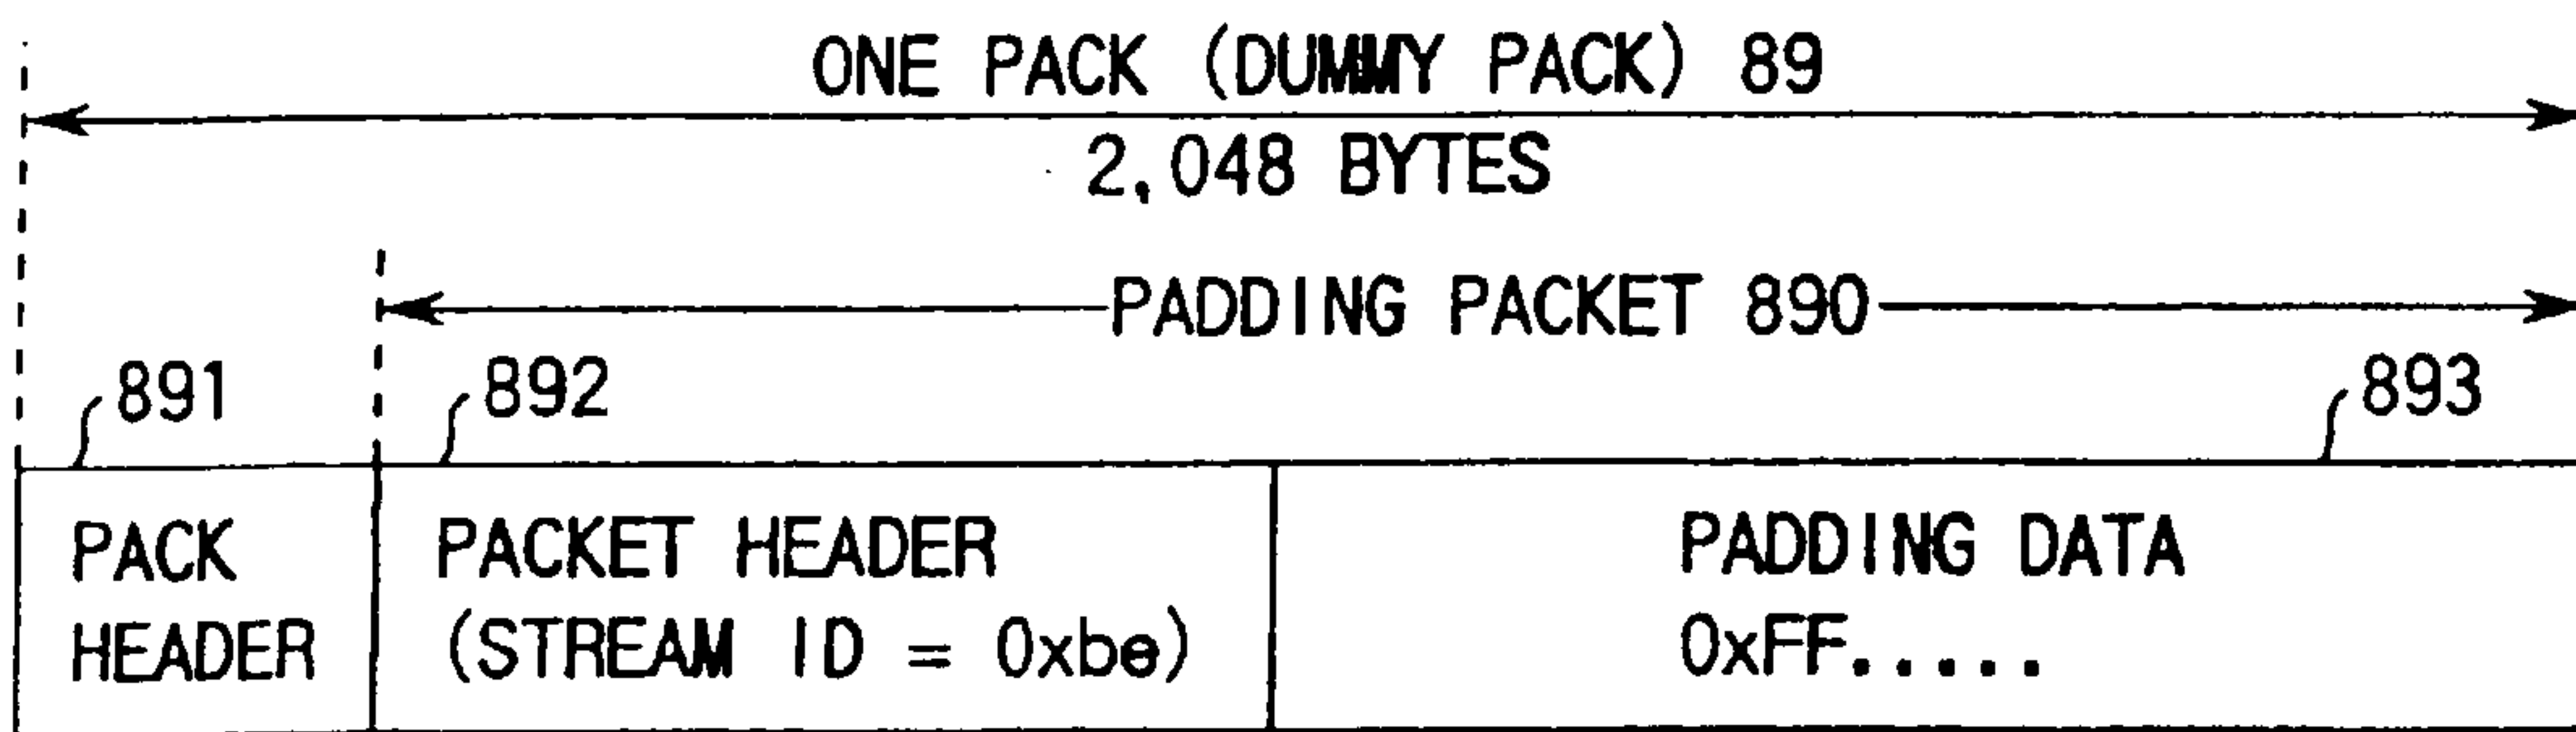 ONE PACK (DUMMY PACK) 89
2,048 BYTES
PADDING PACKET 890
891
892
893
PACK
HEADER
PACKET HEADER
(STREAM ID = 0xbe)
PADDING DATA
0xFF.....